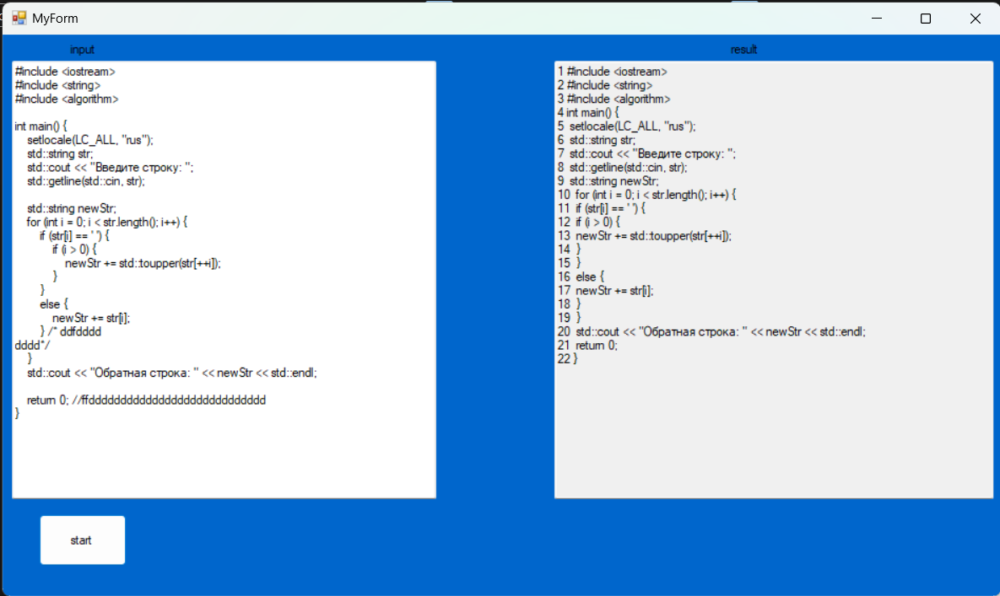 MyForm
input
#include <iostream>
#include <string>
#include <algorithm>
int main() {
setlocale(LC_ALL, "rus");
std::string str;
std::cout << "Введите строку: ";
std::getline(std::cin, str);
std::string newStr;
for (int i = 0; i < str.length(); i++) {
if (str[i] == ' ') {
if (i > 0) {
newStr += std::toupper(str[++i]);
}
}
else {
newStr += str[i];
} /* ddfdddd
dddd*/
}
std::cout << "Обратная строка: " << newStr << std::endl;
return 0; //ffdddddddddddddddddddddddddddd
}
result
1 #include <iostream>
2 #include <string>
3 #include <algorithm>
4 int main() {
5 setlocale(LC_ALL, "rus");
6 std::string str;
7 std::cout << "Введите строку: ";
8 std::getline(std::cin, str);
9 std::string newStr;
10 for (int i = 0; i < str.length(); i++) {
11 if (str[i] == ' ') {
12 if (i > 0) {
13 newStr += std::toupper(str[++i]);
14 }
15 }
16 else {
17 newStr += str[i];
18 }
19 }
20 std::cout << "Обратная строка: " << newStr << std::endl;
21 return 0;
22 }
start